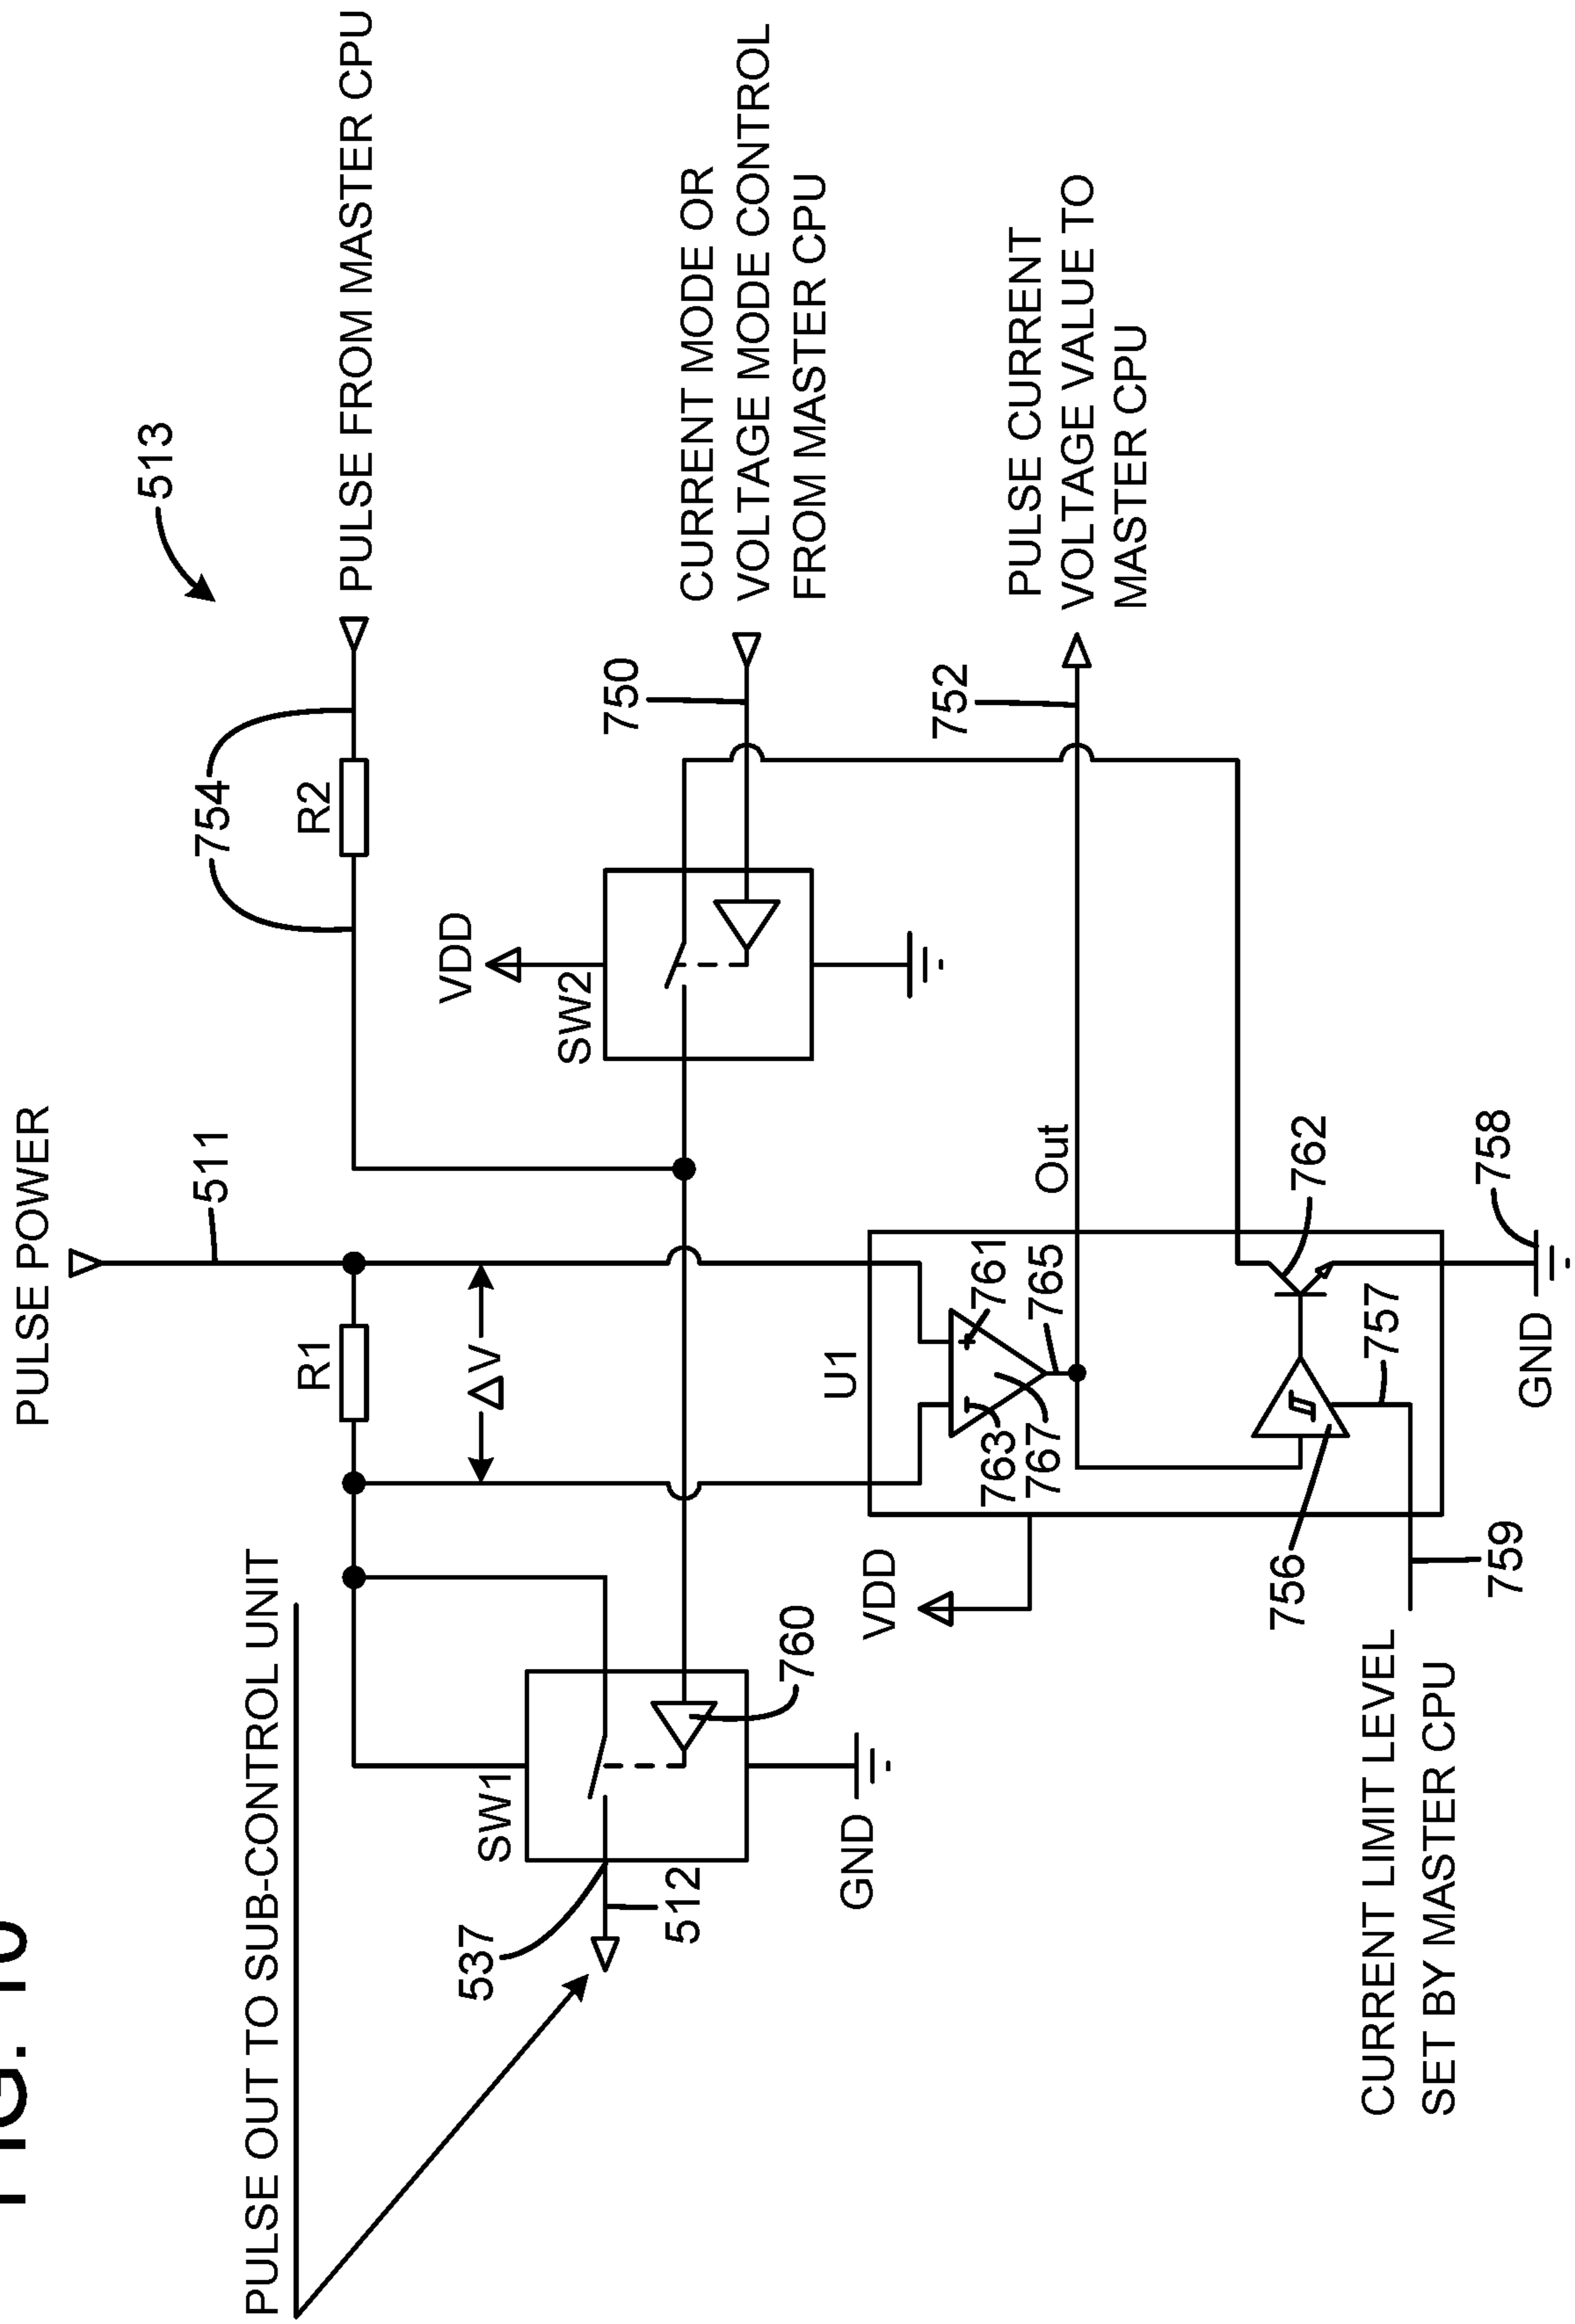 FIG.
PULSE POWER
513
511
754
PULSE OUT TO SUB-CONTROL UNIT
R1
R2
PULSE FROM MASTER CPU
VDD
ΔV
537
SW1
SW2
750
CURRENT MODE OR
VOLTAGE MODE CONTROL
FROM MASTER CPU
512
760
GND
U1
VDD
752
763
761
767
765
Out
PULSE CURRENT
VOLTAGE VALUE TO
MASTER CPU
756
762
757
759
758
GND
CURRENT LIMIT LEVEL
SET BY MASTER CPU